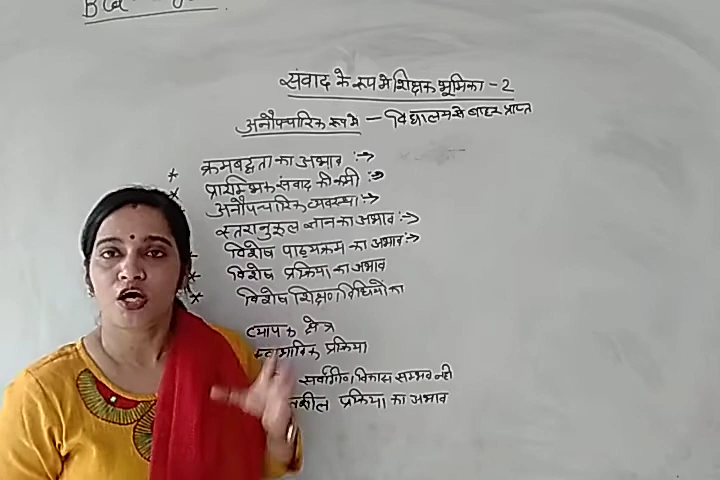 संवाद के रूप मे शिक्षक भूमिका - 2
अनौपचारिक रूप मे - विद्यालय से बाहर प्राप्त
* क्रमबद्धता का अभाव :->
* प्रारम्भिक संवाद की कमी :->
अनौपचारिक व्यवस्था :->
स्तरानुकूल ज्ञान का अभाव :->
विशेष पाठ्यक्रम का अभाव :->
* विशेष प्रक्रिया का अभाव
* विशेष शिक्षण विधियों का
व्यापक क्षेत्र
स्वाभाविक प्रक्रिया
सर्वांगीण विकास सम्भव नही
प्रक्रिया का अभाव